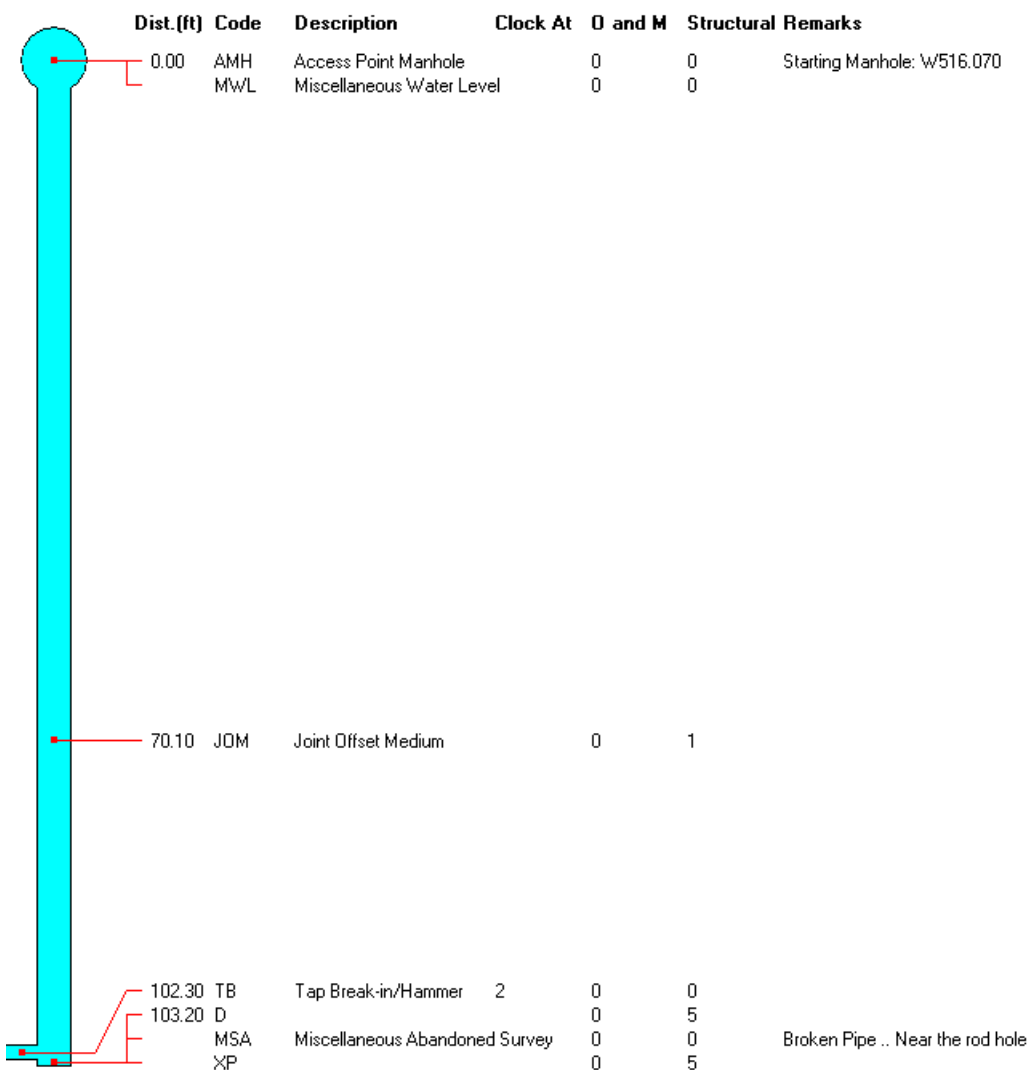 Dist.(ft) Code Description Clock At O and M Structural Remarks
0.00 AMH Access Point Manhole 0 0 Starting Manhole: W516.070
MWL Miscellaneous Water Level 0 0
70.10 JOM Joint Offset Medium 0 1
102.30 TB Tap Break-in/Hammer 2 0 0
103.20 D 0 5
MSA Miscellaneous Abandoned Survey 0 0 Broken Pipe .. Near the rod hole
XP 0 5